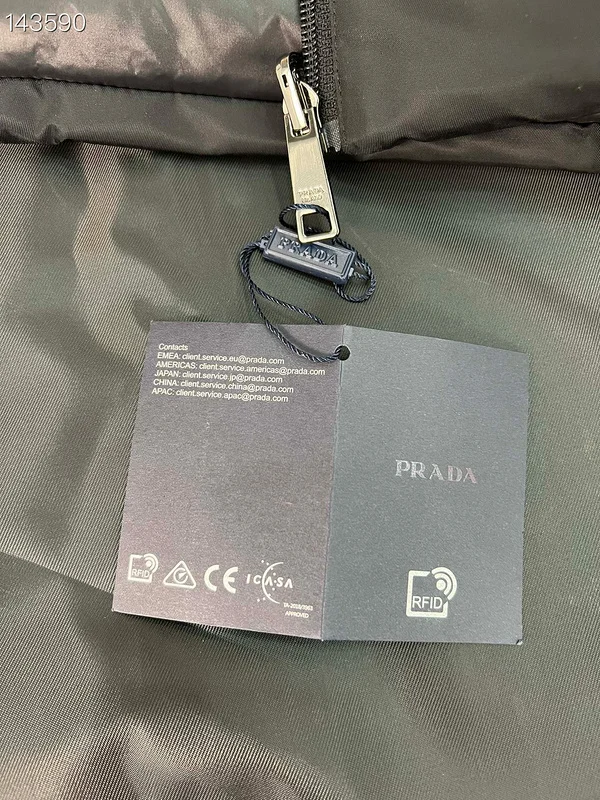 143590
PRADA
MILANO
PRADA
Contacts
EMEA: client.service.eu@prada.com
AMERICAS: client.service.americas@prada.com
JAPAN: client.service.jp@prada.com
CHINA: client.service.china@prada.com
APAC: client.service.apac@prada.com
PRADA
RFID
CE
ICASA
APPROVED
RFID